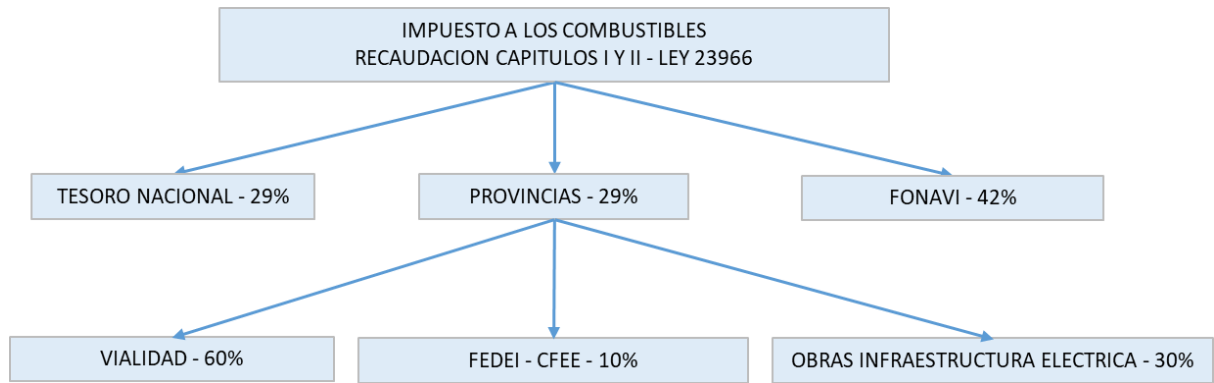 IMPUESTO A LOS COMBUSTIBLES
RECAUDACION CAPITULOS I Y II - LEY 23966
TESORO NACIONAL - 29%
PROVINCIAS - 29%
FONAVI - 42%
VIALIDAD - 60%
FEDEI - CFEE - 10%
OBRAS INFRAESTRUCTURA ELECTRICA - 30%